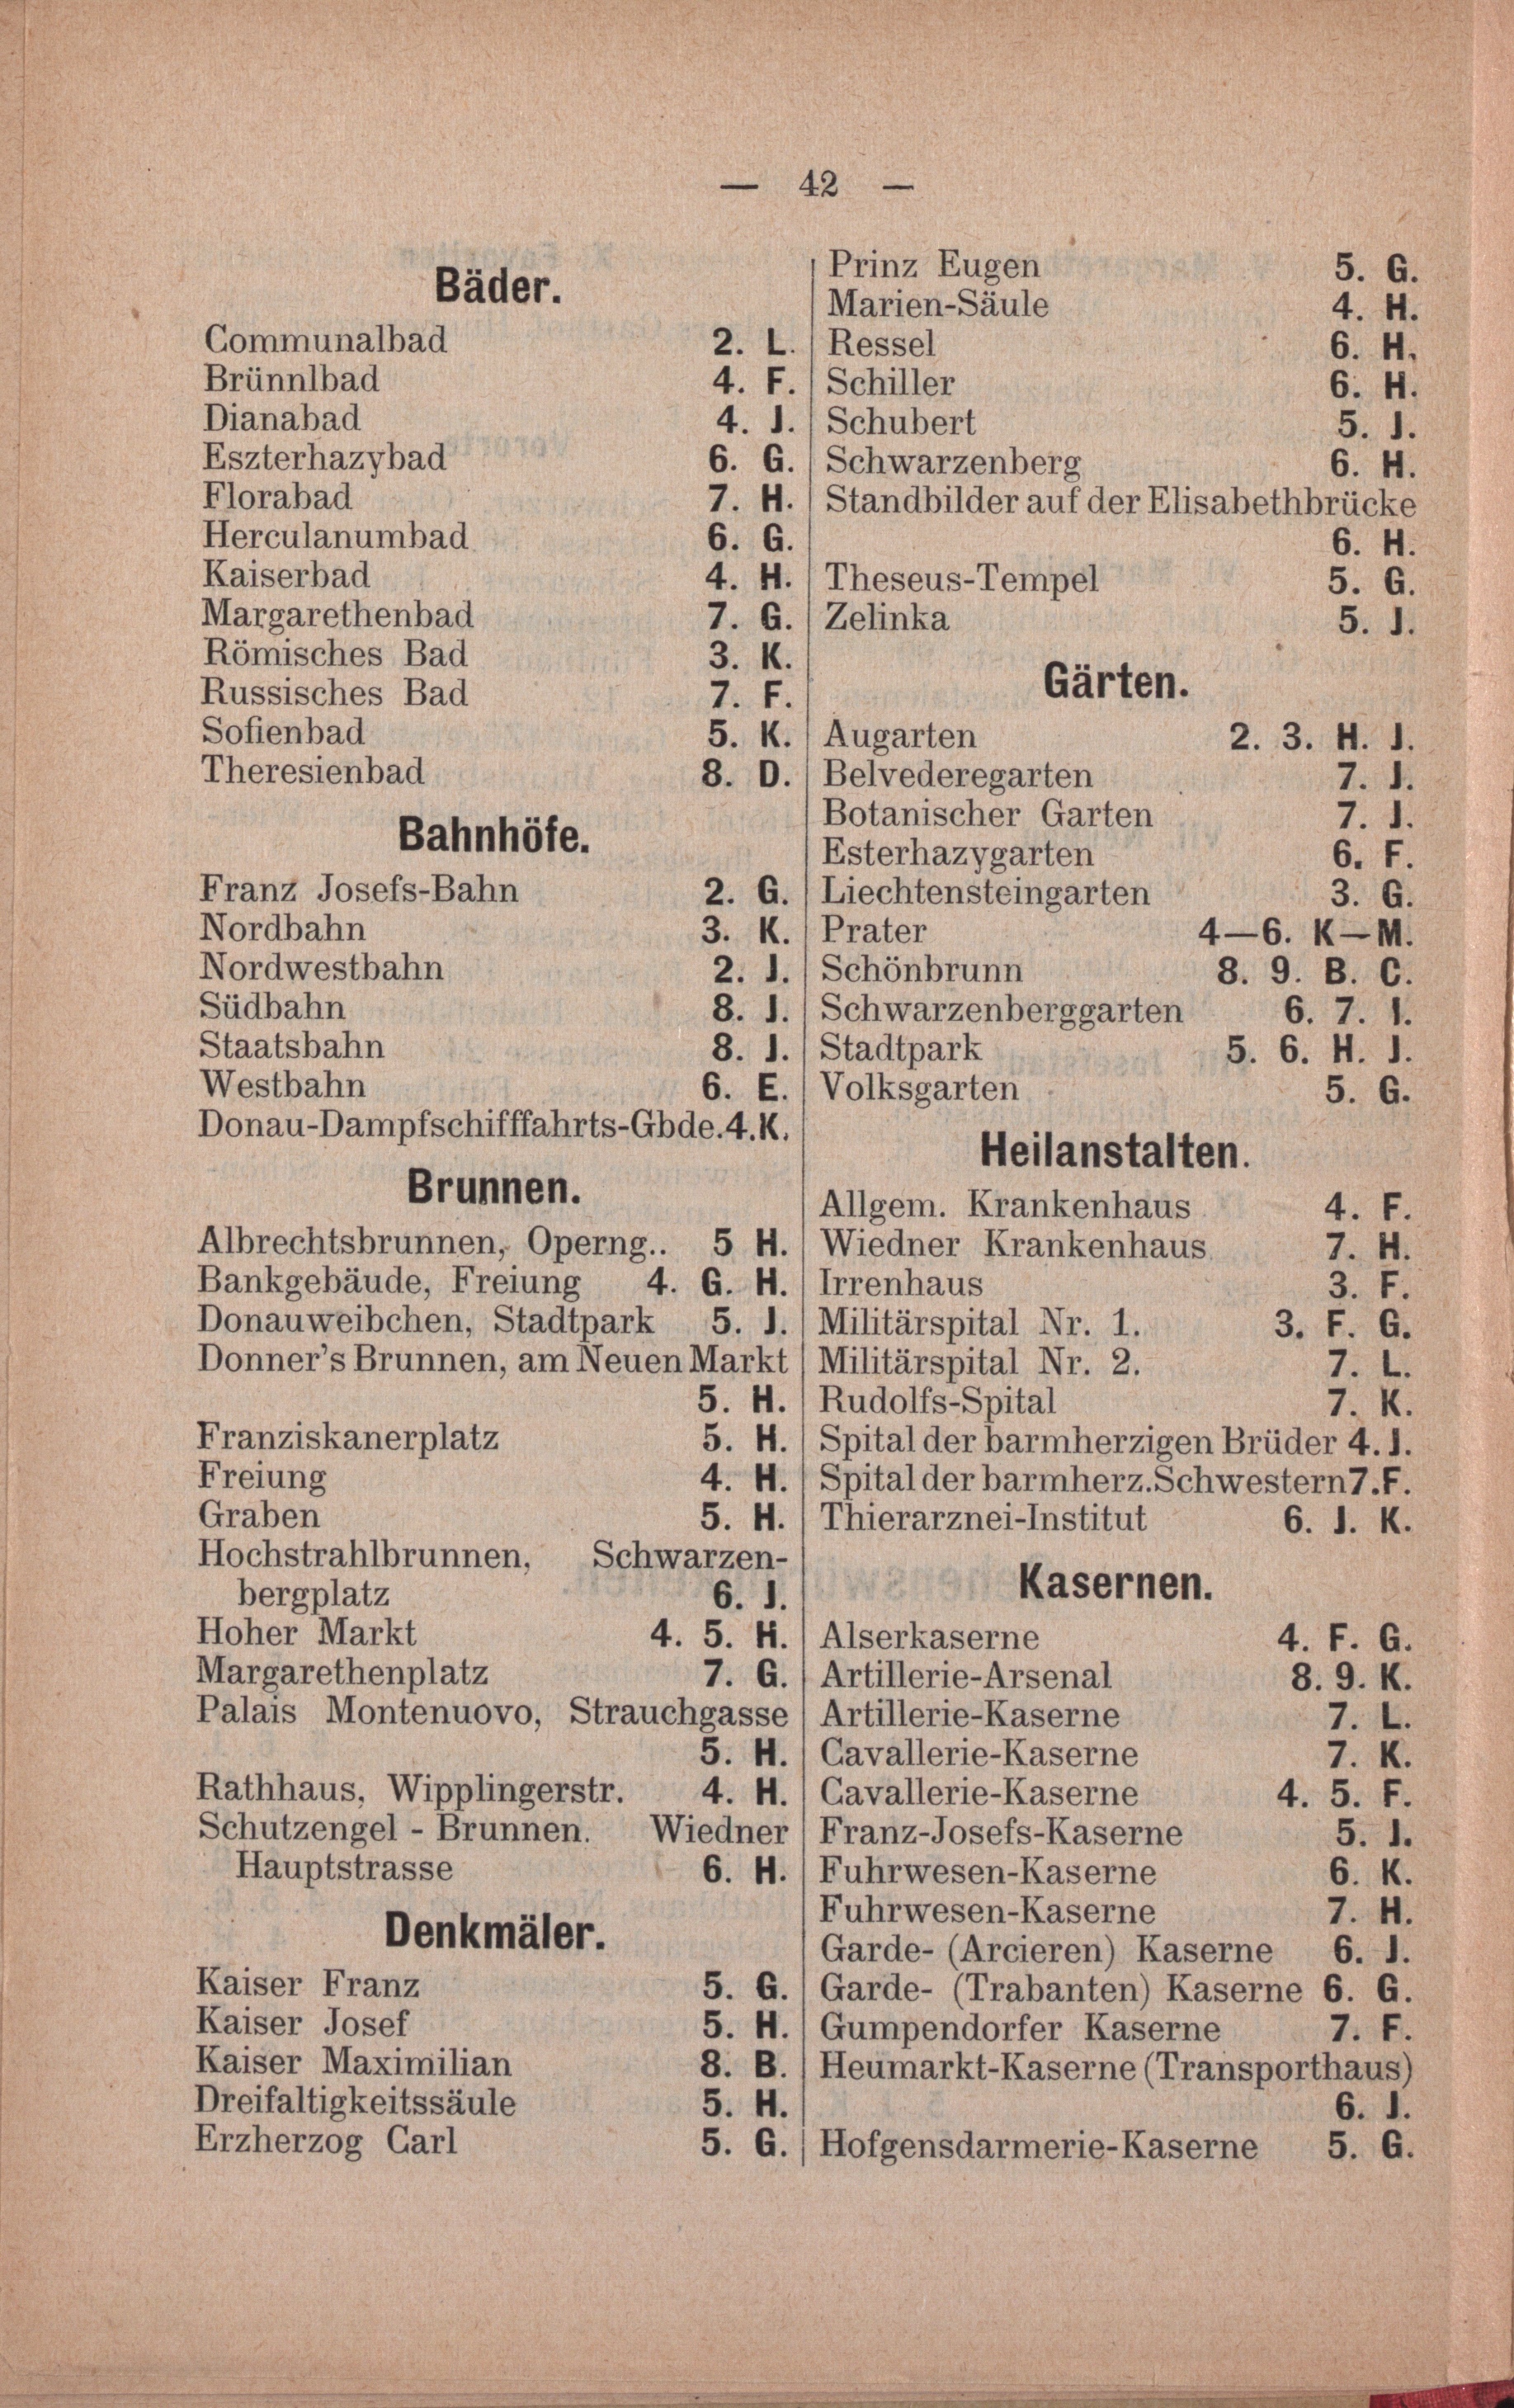 — 42 —
Bäder.
Communalbad 2. L.
Brünnlbad 4. F.
Dianabad 4. J.
Eszterhazybad 6. G.
Florabad 7. H.
Herculanumbad 6. G.
Kaiserbad 4. H.
Margarethenbad 7. G.
Römisches Bad 3. K.
Russisches Bad 7. F.
Sofienbad 5. K.
Theresienbad 8. D.
Bahnhöfe.
Franz Josefs-Bahn 2. G.
Nordbahn 3. K.
Nordwestbahn 2. J.
Südbahn 8. J.
Staatsbahn 8. J.
Westbahn 6. E.
Donau-Dampfschifffahrts-Gbde. 4. K.
Brunnen.
Albrechtsbrunnen, Operng.. 5 H.
Bankgebäude, Freiung 4. G. H.
Donauweibchen, Stadtpark 5. J.
Donner's Brunnen, am Neuen Markt
5. H.
Franziskanerplatz 5. H.
Freiung 4. H.
Graben 5. H.
Hochstrahlbrunnen, Schwarzen-
bergplatz 6. J.
Hoher Markt 4. 5. H.
Margarethenplatz 7. G.
Palais Montenuovo, Strauchgasse
5. H.
Rathhaus, Wipplingerstr. 4. H.
Schutzengel - Brunnen. Wiedner
Hauptstrasse 6. H.
Denkmäler.
Kaiser Franz 5. G.
Kaiser Josef 5. H.
Kaiser Maximilian 8. B.
Dreifaltigkeitssäule 5. H.
Erzherzog Carl 5. G.
Prinz Eugen 5. G.
Marien-Säule 4. H.
Ressel 6. H.
Schiller 6. H.
Schubert 5. J.
Schwarzenberg 6. H.
Standbilder auf der Elisabethbrücke
6. H.
Theseus-Tempel 5. G.
Zelinka 5. J.
Gärten.
Augarten 2. 3. H. J.
Belvederegarten 7. J.
Botanischer Garten 7. J.
Esterhazygarten 6. F.
Liechtensteingarten 3. G.
Prater 4—6. K—M.
Schönbrunn 8. 9. B. C.
Schwarzenberggarten 6. 7. I.
Stadtpark 5. 6. H. J.
Volksgarten 5. G.
Heilanstalten.
Allgem. Krankenhaus 4. F.
Wiedner Krankenhaus 7. H.
Irrenhaus 3. F.
Militärspital Nr. 1. 3. F. G.
Militärspital Nr. 2. 7. L.
Rudolfs-Spital 7. K.
Spital der barmherzigen Brüder 4. J.
Spital der barmherz. Schwestern 7. F.
Thierarznei-Institut 6. J. K.
Kasernen.
Alserkaserne 4. F. G.
Artillerie-Arsenal 8. 9. K.
Artillerie-Kaserne 7. L.
Cavallerie-Kaserne 7. K.
Cavallerie-Kaserne 4. 5. F.
Franz-Josefs-Kaserne 5. J.
Fuhrwesen-Kaserne 6. K.
Fuhrwesen-Kaserne 7. H.
Garde- (Arcieren) Kaserne 6. J.
Garde- (Trabanten) Kaserne 6. G.
Gumpendorfer Kaserne 7. F.
Heumarkt-Kaserne (Transporthaus)
6. J.
Hofgensdarmerie-Kaserne 5. G.